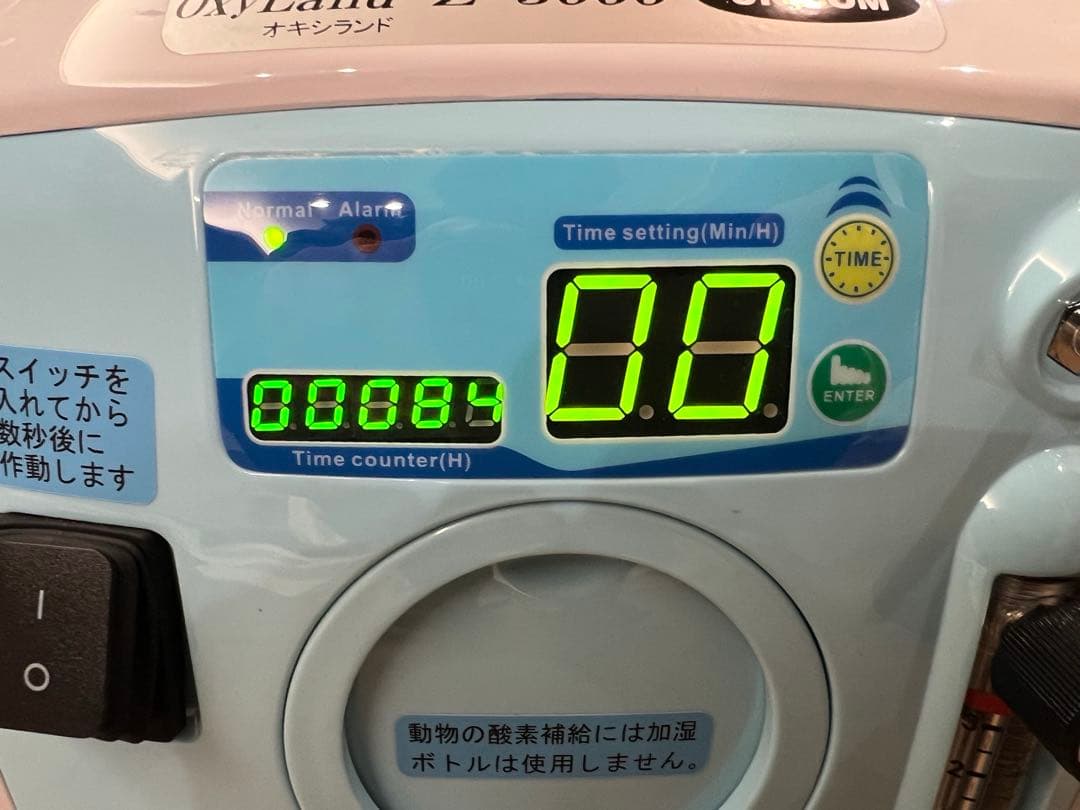 OxyLand
オキシランド
Normal Alarm
Time setting(Min/H)
TIME
00
ENTER
00084
Time counter(H)
スイッチを
入れてから
数秒後に
作動します
I
O
動物の酸素補給には加湿
ボトルは使用しません。
2